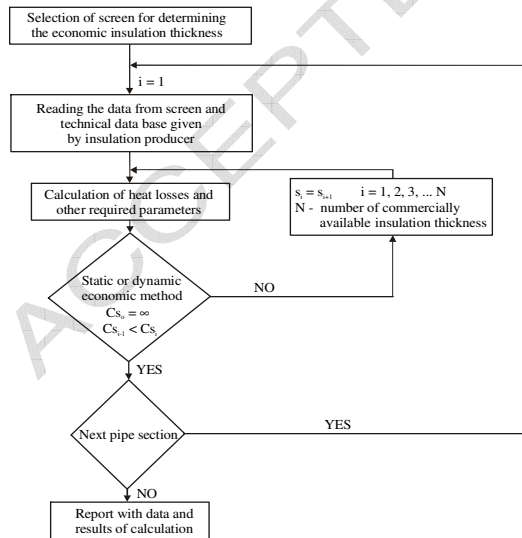 Selection of screen for determining
the economic insulation thickness
i = 1
Reading the data from screen and
technical data base given
by insulation producer
Calculation of heat losses and
other required parameters
sᵢ = sᵢ₊₁ i = 1, 2, 3, ... N
N - number of commercially
available insulation thickness
Static or dynamic
economic method
Csₒ = ∞
Csᵢ₋₁ < Csᵢ
NO
YES
Next pipe section
YES
NO
Report with data and
results of calculation
ACCEPTE